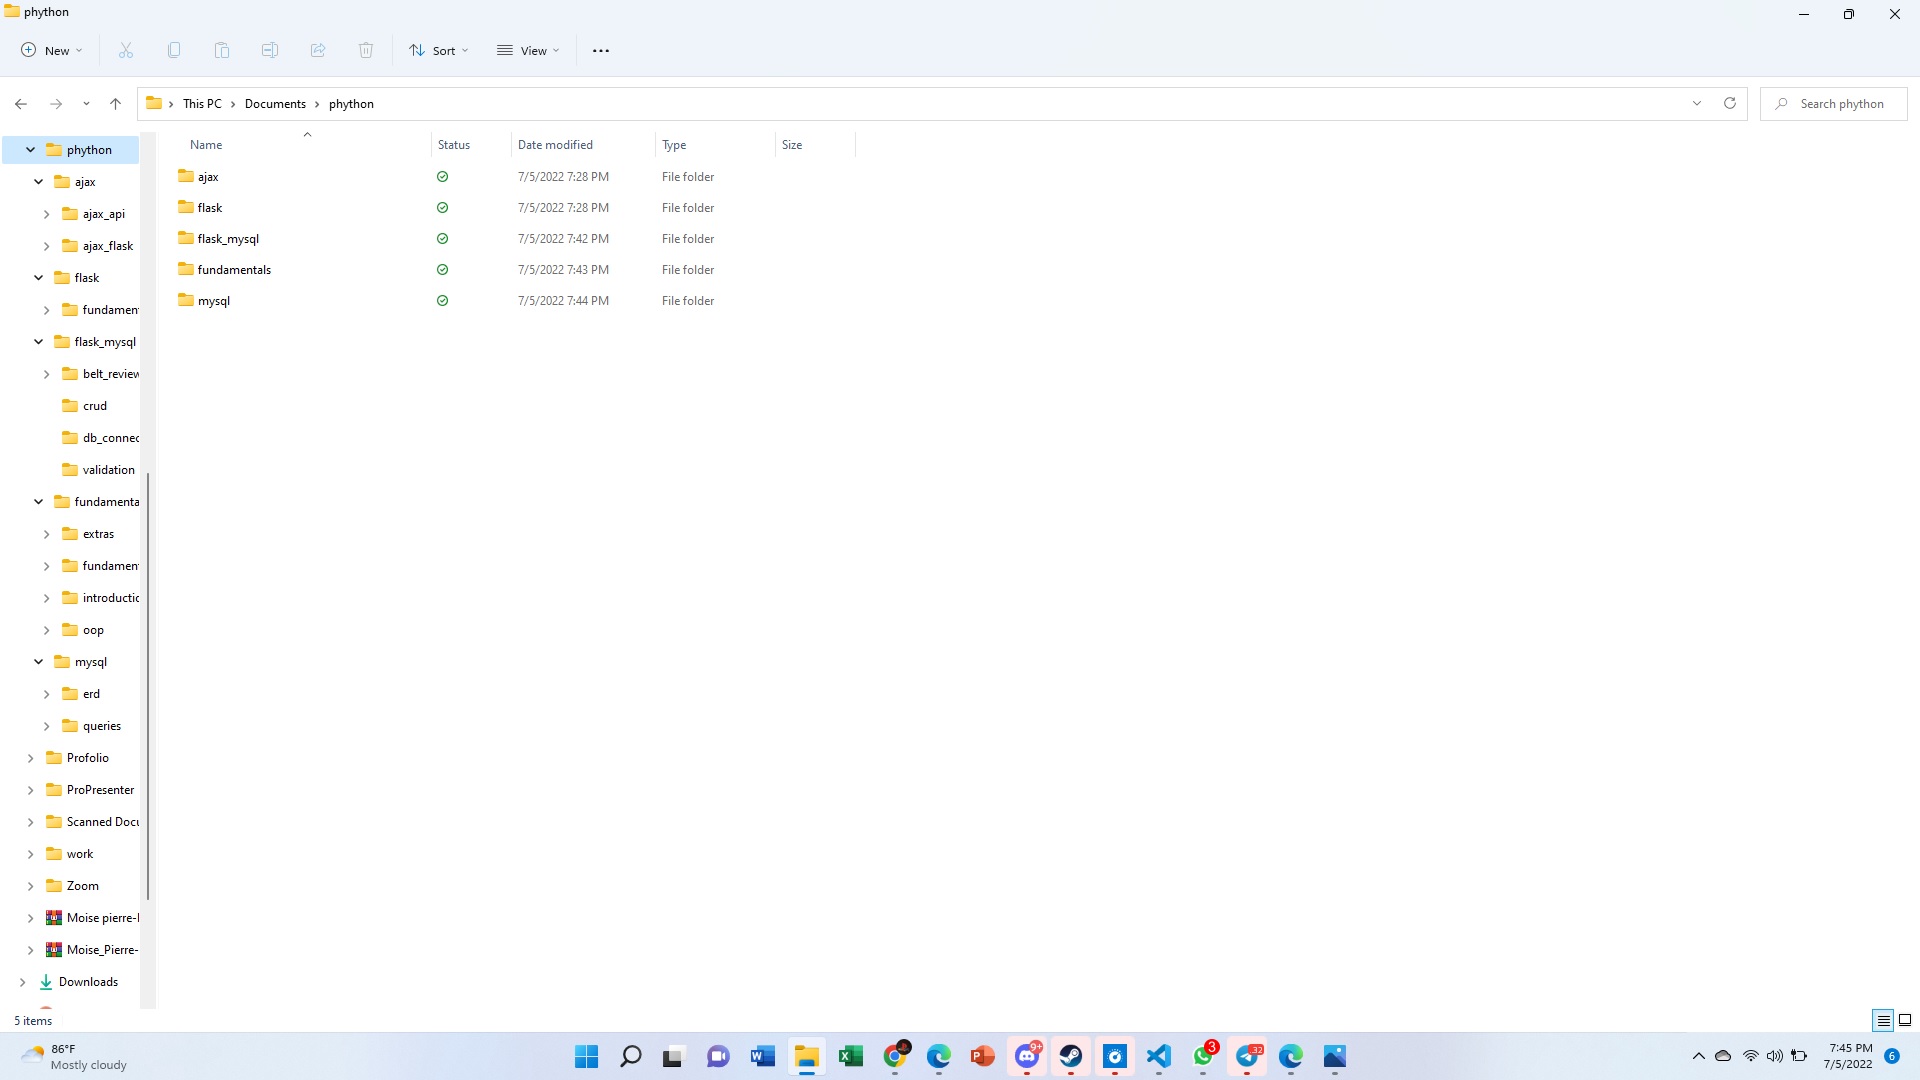 phython
New
Sort
View
This PC
Documents
phython
Search phython
Name
Status
Date modified
Type
Size
ajax
7/5/2022 7:28 PM
File folder
flask
7/5/2022 7:28 PM
File folder
flask_mysql
7/5/2022 7:42 PM
File folder
fundamentals
7/5/2022 7:43 PM
File folder
mysql
7/5/2022 7:44 PM
File folder
phython
ajax
ajax_api
ajax_flask
flask
fundamen
flask_mysql
belt_review
crud
db_connec
validation
fundamenta
extras
fundamen
introductio
oop
mysql
erd
queries
Profolio
ProPresenter
Scanned Docu
work
Zoom
Moise pierre-
Moise_Pierre-
Downloads
5 items
86°F
Mostly cloudy
9+
3
32
7:45 PM
7/5/2022
6